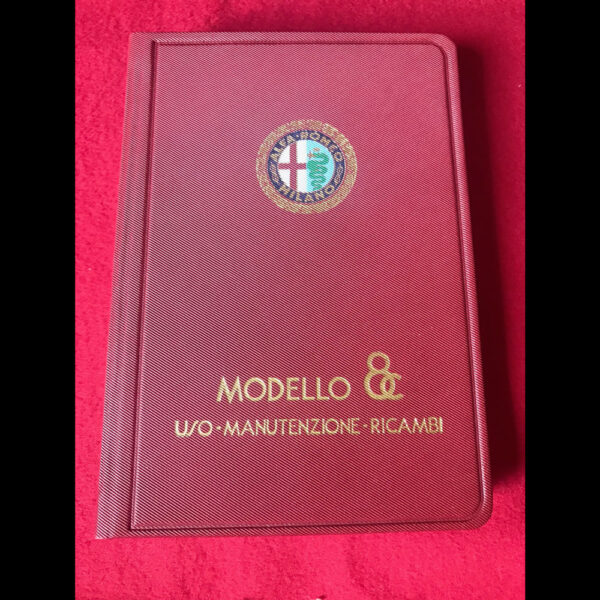 ALFA-ROMEO
MILANO
MODELLO 8C
USO-MANUTENZIONE-RICAMBI